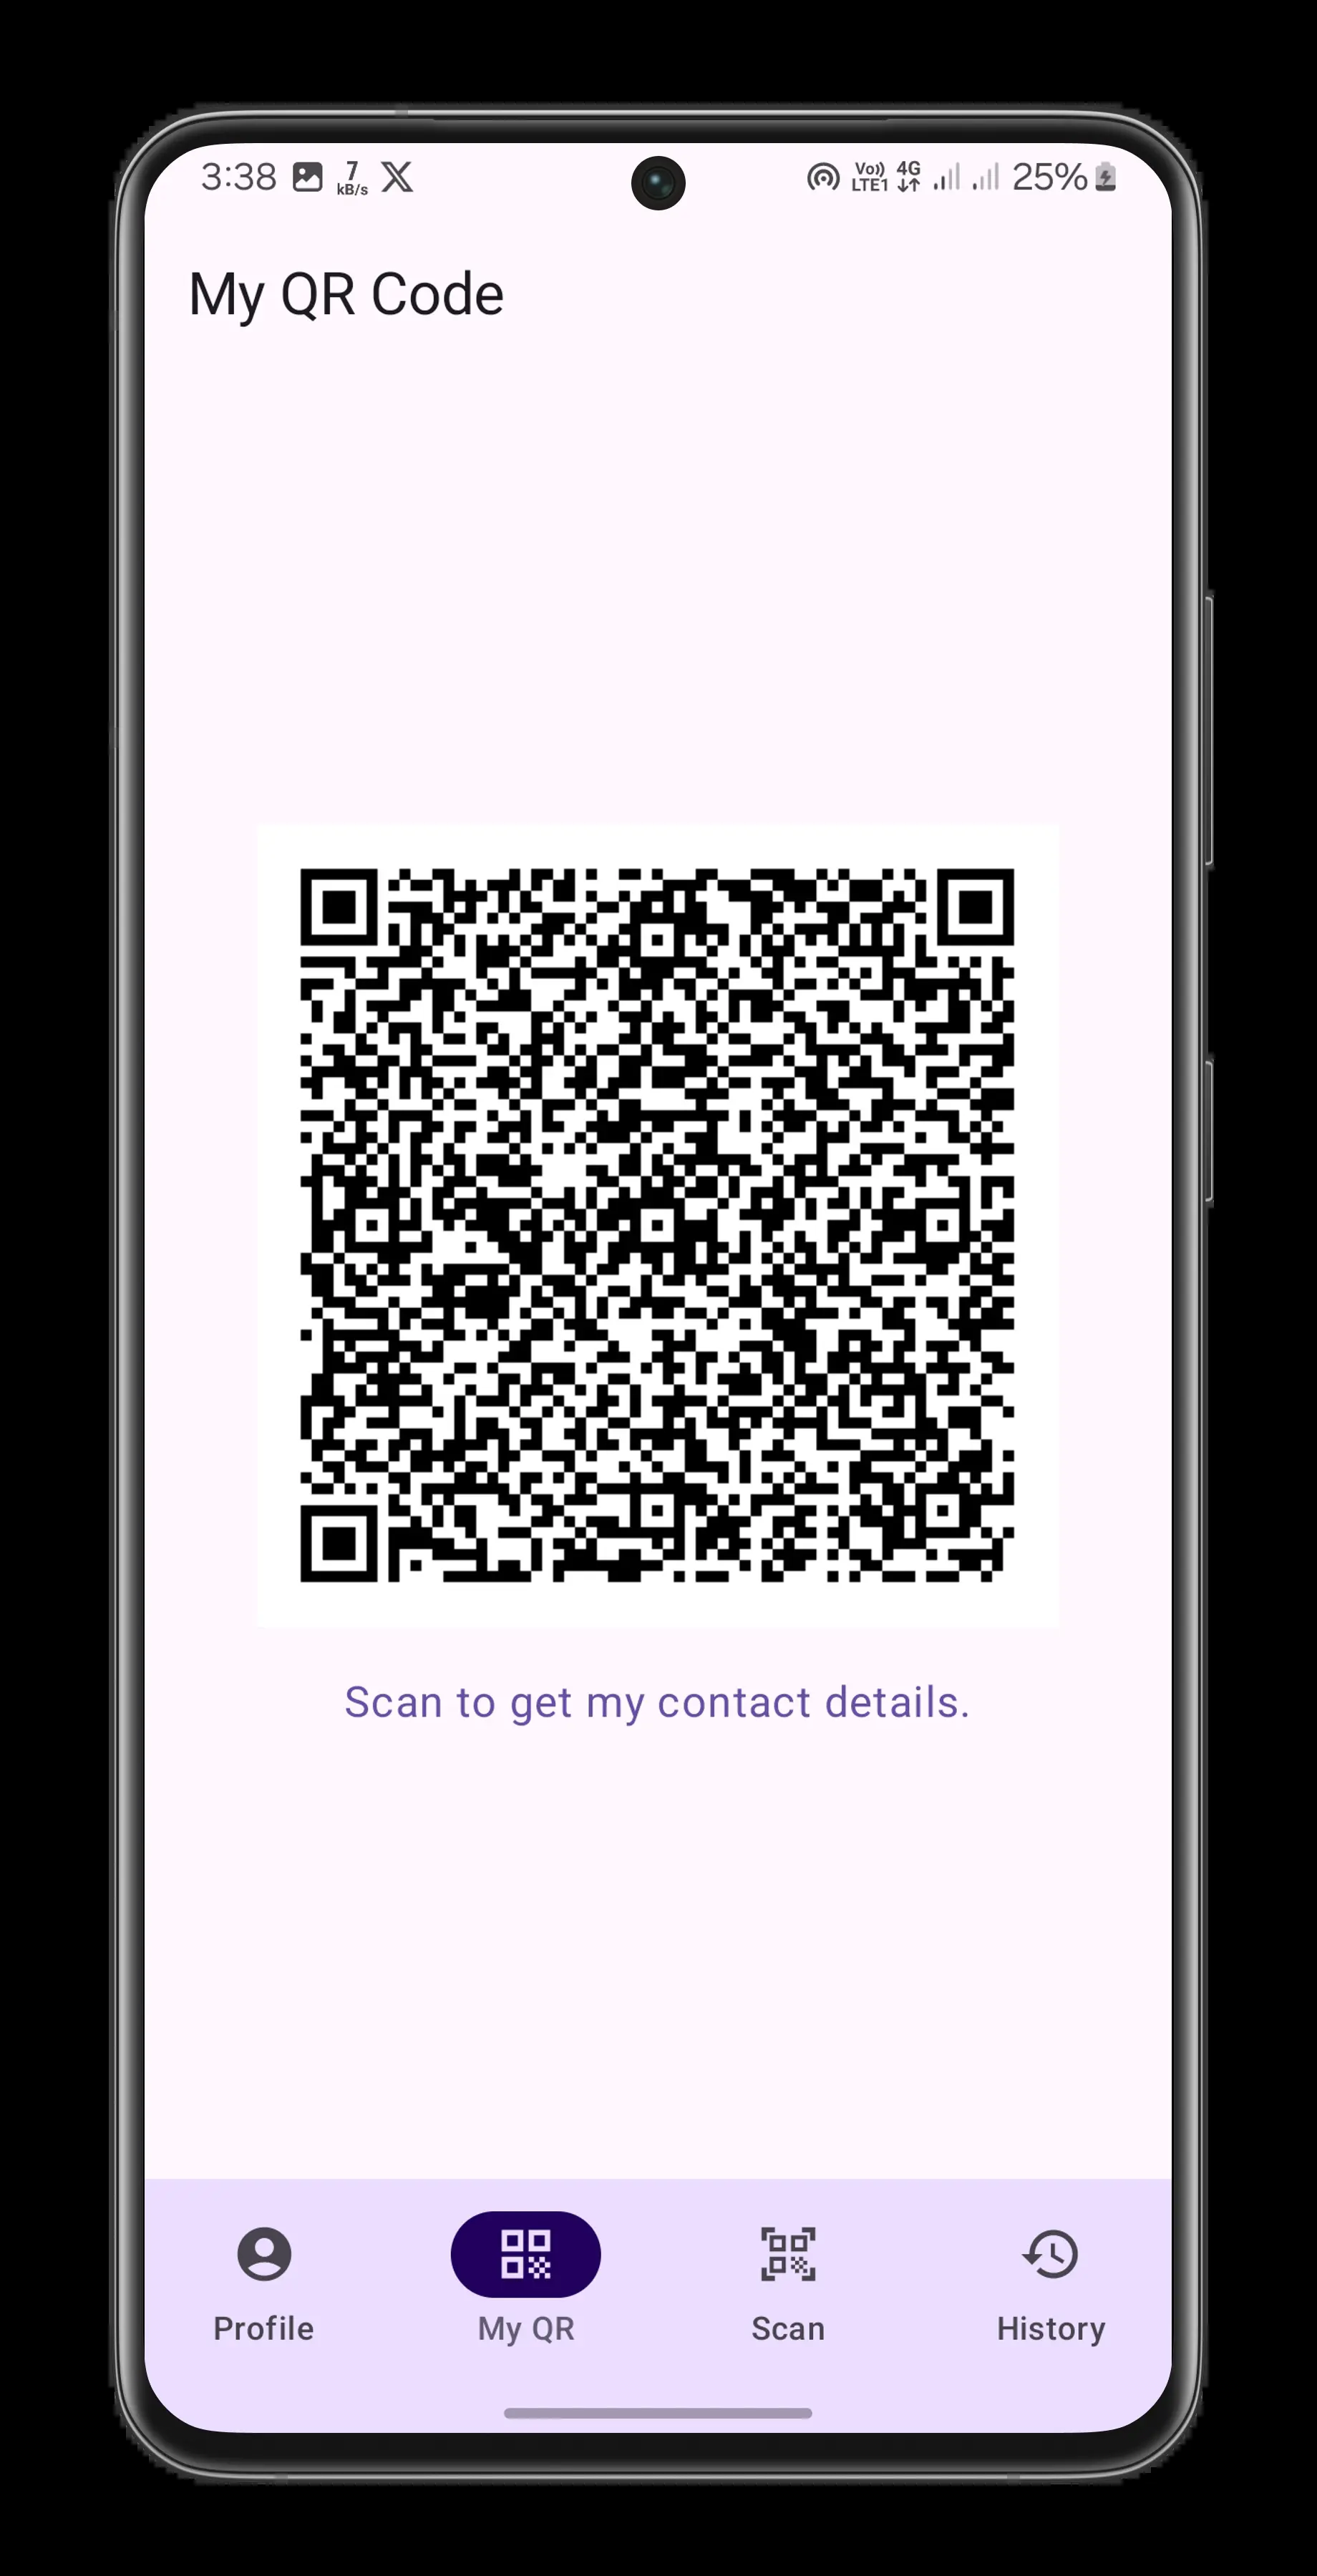 3:38 7 kB/s Vo)) LTE1 4G 25%
My QR Code
Scan to get my contact details.
Profile My QR Scan History